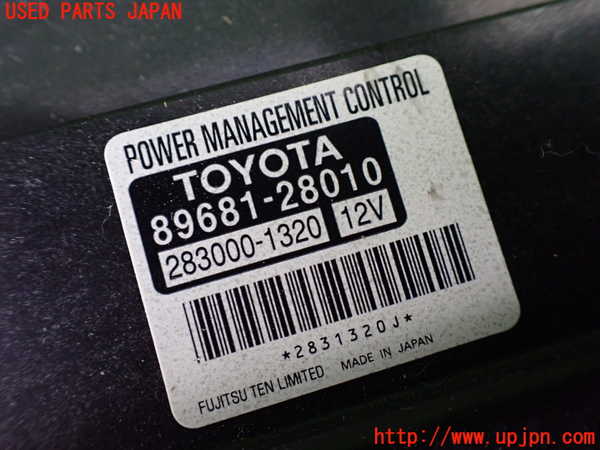 USED PARTS JAPAN
POWER MANAGEMENT CONTROL
TOYOTA
89681-28010
283000-1320 12V
*2831320J*
FUJITSU TEN LIMITED MADE IN JAPAN
http://www.upjpn.com/